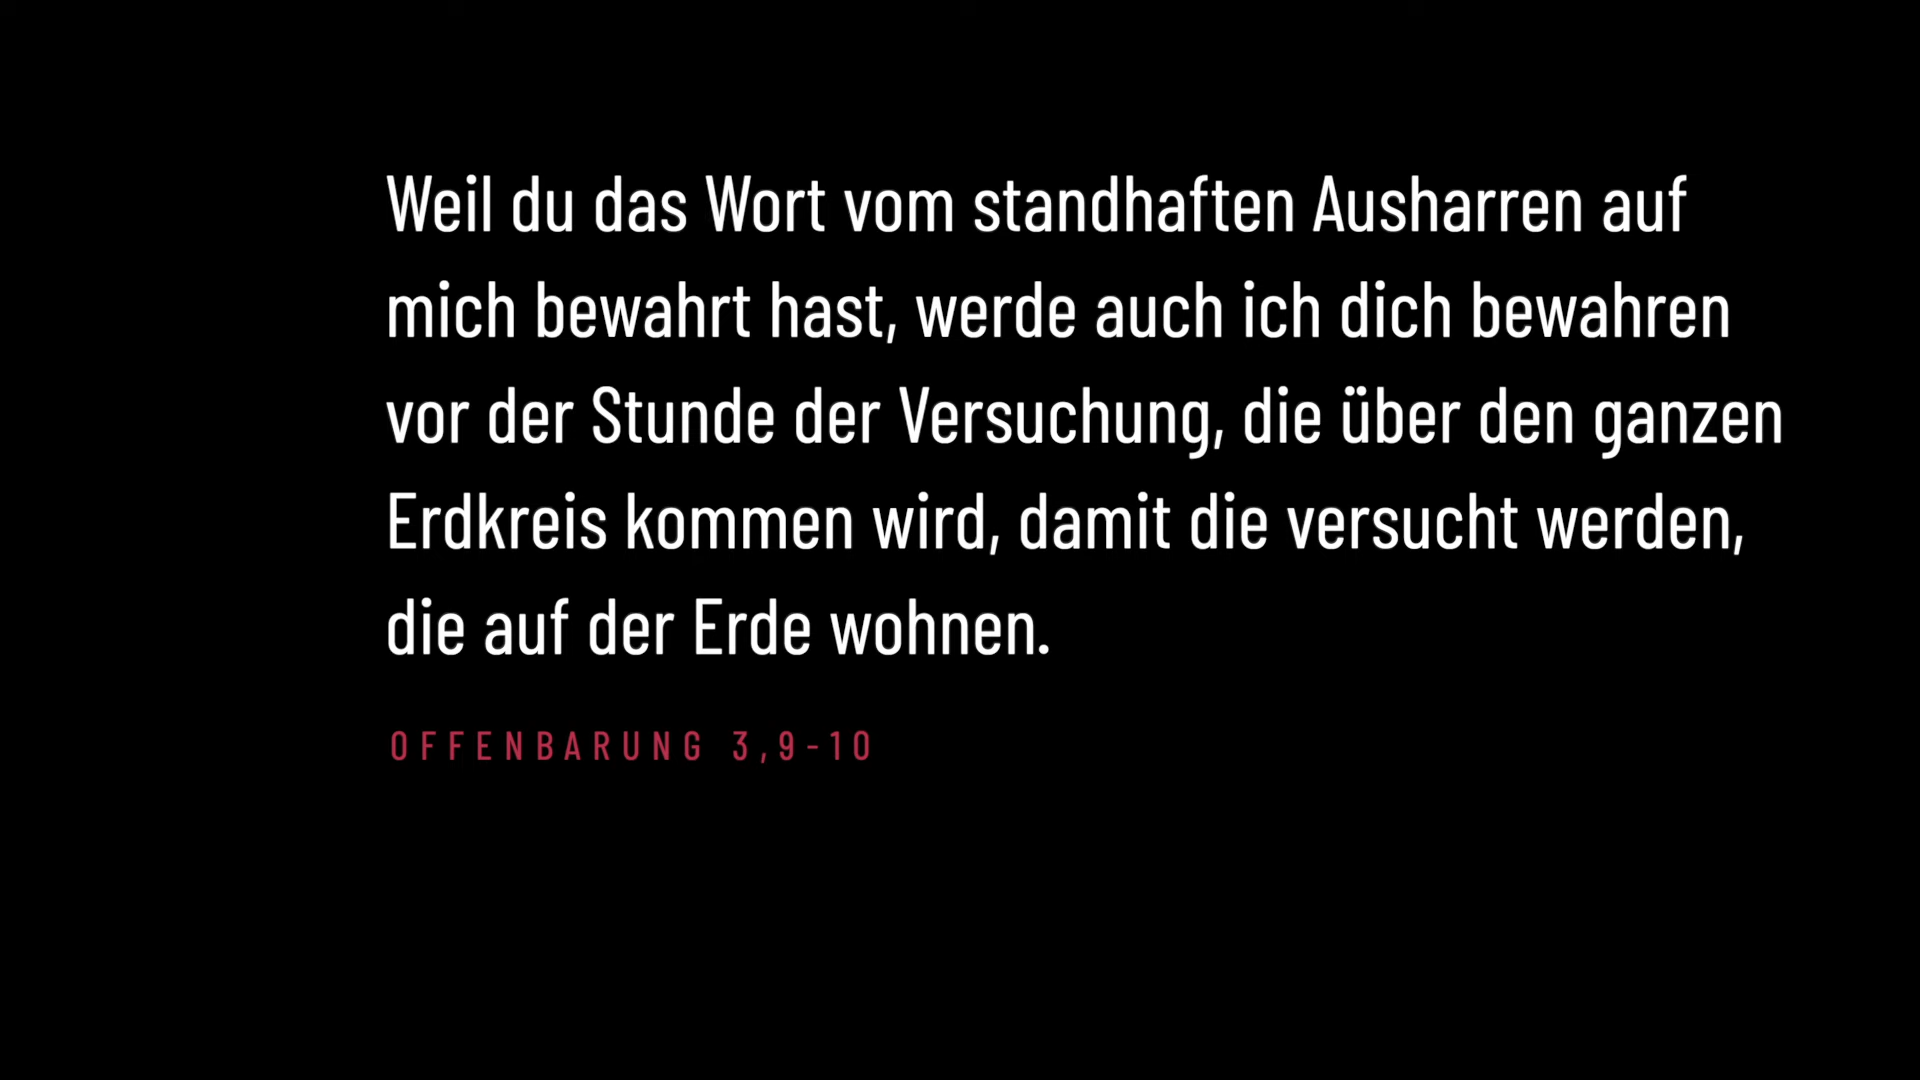 Weil du das Wort vom standhaften Ausharren auf
mich bewahrt hast, werde auch ich dich bewahren
vor der Stunde der Versuchung, die über den ganzen
Erdkreis kommen wird, damit die versucht werden,
die auf der Erde wohnen.
OFFENBARUNG 3,9-10